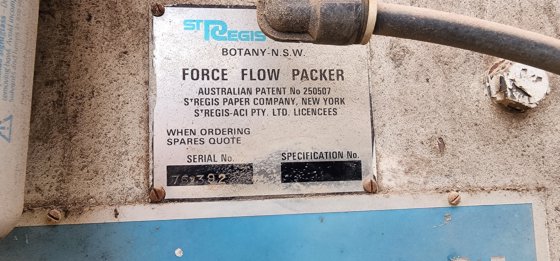 ST REGIS
BOTANY-N.S.W.
FORCE FLOW PACKER
AUSTRALIAN PATENT No 250507
ST REGIS PAPER COMPANY, NEW YORK
ST REGIS-ACI PTY. LTD. LICENCEES
WHEN ORDERING
SPARES QUOTE
SERIAL No. SPECIFICATION No.